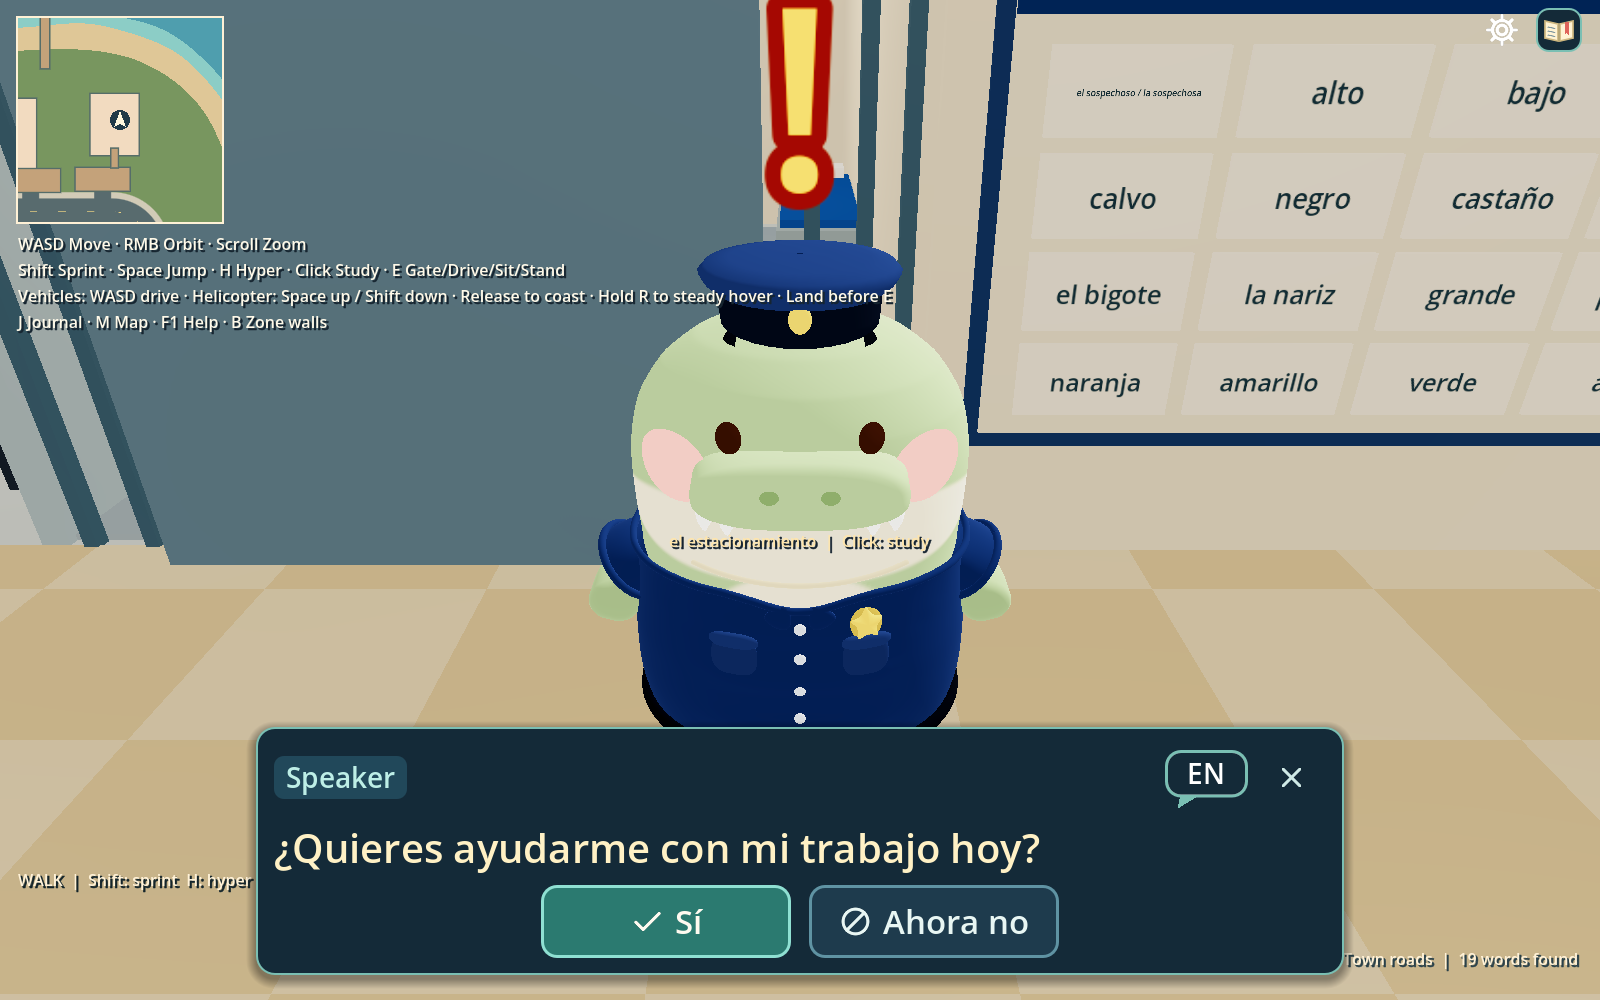 el sospechoso / la sospechosa
alto
bajo
calvo
negro
castaño
el bigote
la nariz
grande
naranja
amarillo
verde
WASD Move · RMB Orbit · Scroll Zoom
Shift Sprint · Space Jump · H Hyper · Click Study · E Gate/Drive/Sit/Stand
Vehicles: WASD drive · Helicopter: Space up / Shift down · Release to coast · Hold R to steady hover · Land before E
J Journal · M Map · F1 Help · B Zone walls
el estacionamiento | Click: study
Speaker
EN
¿Quieres ayudarme con mi trabajo hoy?
Sí
Ahora no
WALK | Shift: sprint H: hyper
Town roads | 19 words found